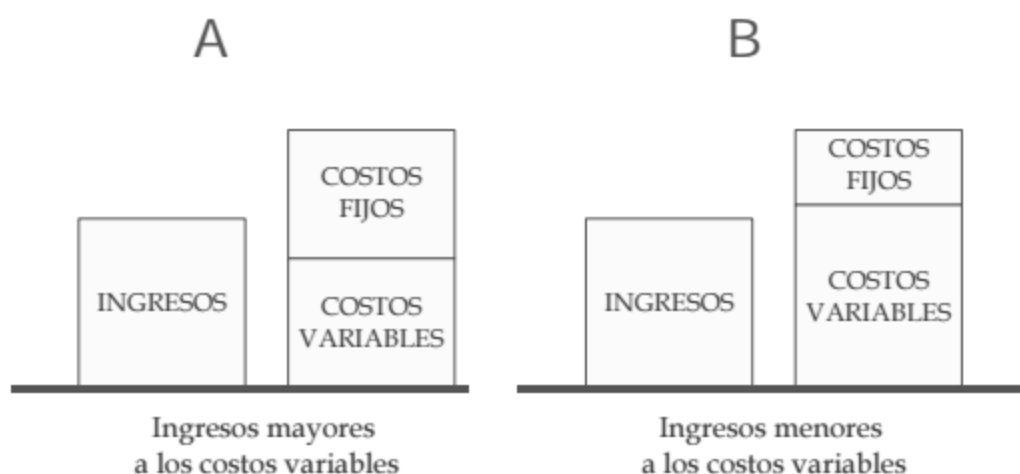 A
B
COSTOS
FIJOS
INGRESOS
COSTOS
VARIABLES
Ingresos mayores
a los costos variables
COSTOS
FIJOS
INGRESOS
COSTOS
VARIABLES
Ingresos menores
a los costos variables